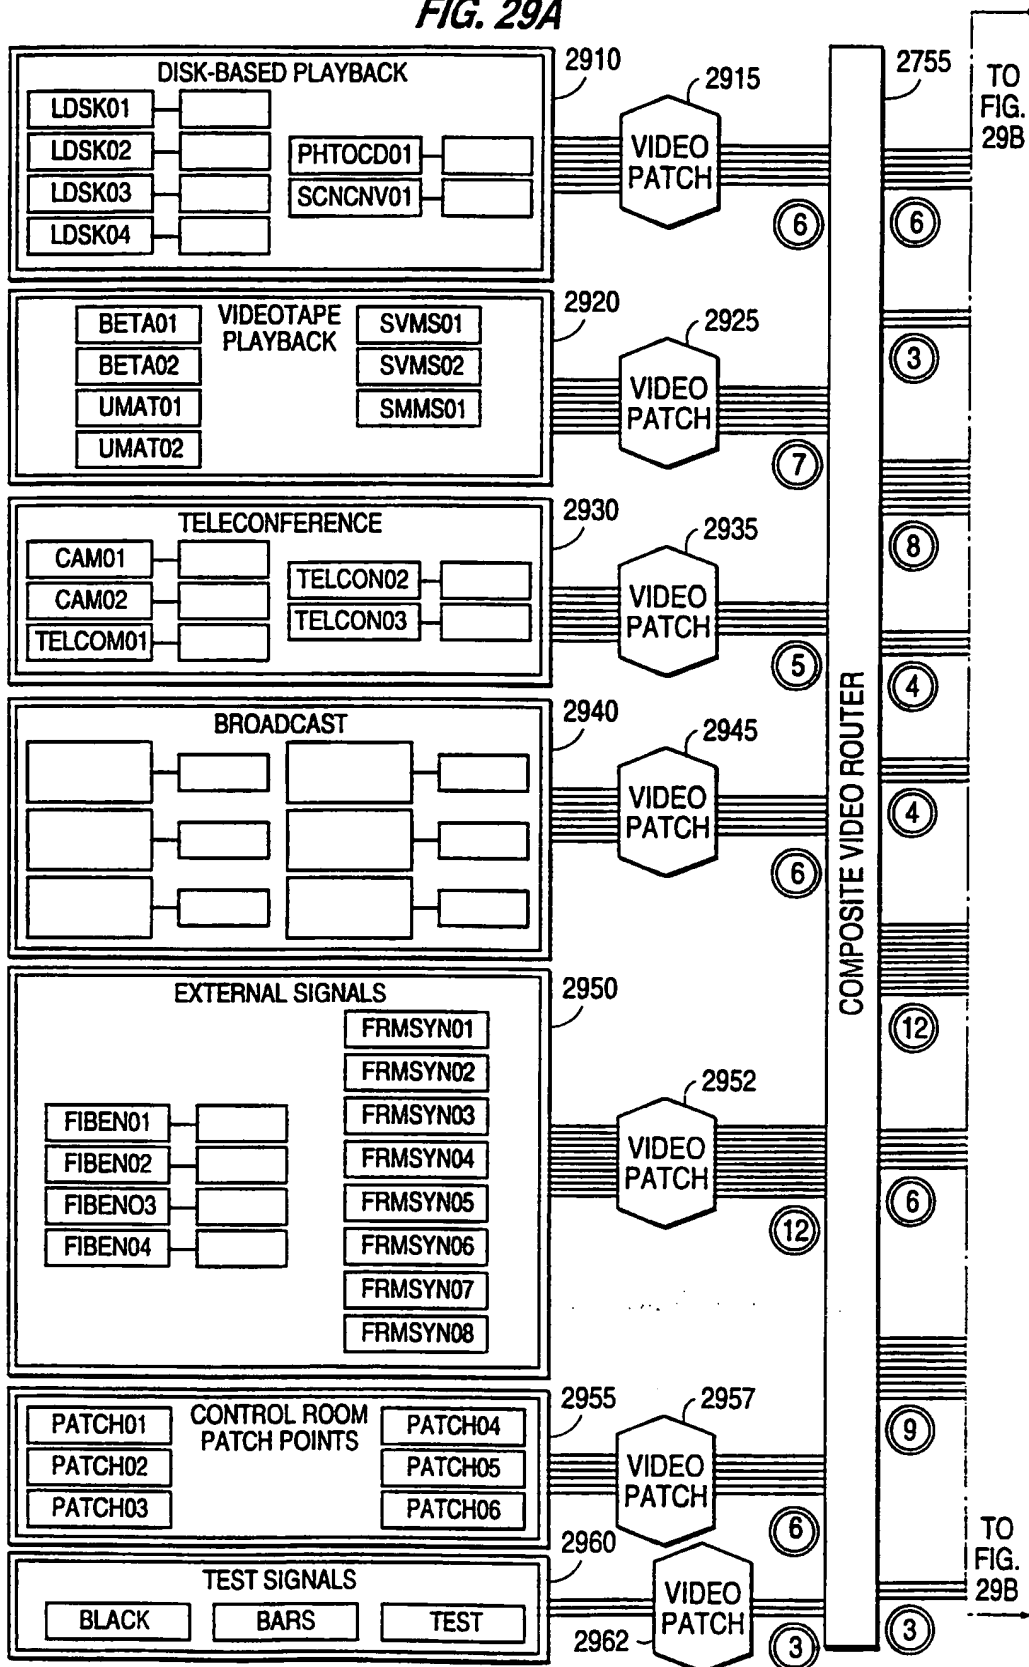 FIG. 29A
DISK-BASED PLAYBACK
LDSK01
LDSK02
LDSK03
LDSK04
PHTOCD01
SCNCNV01
2910
2915
VIDEO
PATCH
6
2755
6
TO
FIG.
29B
VIDEOTAPE
PLAYBACK
BETA01
BETA02
UMAT01
UMAT02
SVMS01
SVMS02
SMMS01
2920
2925
VIDEO
PATCH
7
3
8
TELECONFERENCE
CAM01
CAM02
TELCOM01
TELCON02
TELCON03
2930
2935
VIDEO
PATCH
5
4
BROADCAST
2940
2945
VIDEO
PATCH
6
4
COMPOSITE VIDEO ROUTER
EXTERNAL SIGNALS
FIBEN01
FIBEN02
FIBENO3
FIBEN04
FRMSYN01
FRMSYN02
FRMSYN03
FRMSYN04
FRMSYN05
FRMSYN06
FRMSYN07
FRMSYN08
2950
2952
VIDEO
PATCH
12
12
6
CONTROL ROOM
PATCH POINTS
PATCH01
PATCH02
PATCH03
PATCH04
PATCH05
PATCH06
2955
2957
VIDEO
PATCH
6
9
TEST SIGNALS
BLACK
BARS
TEST
2960
2962
VIDEO
PATCH
3
3
TO
FIG.
29B